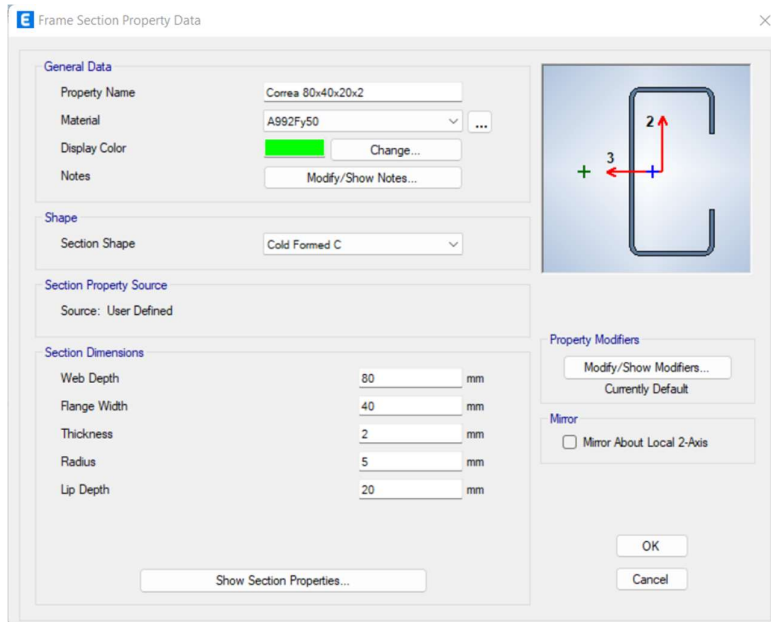 E Frame Section Property Data
General Data
Property Name Correa 80x40x20x2
Material A992Fy50 ...
Display Color Change...
Notes Modify/Show Notes...
Shape
Section Shape Cold Formed C
Section Property Source
Source: User Defined
Section Dimensions
Web Depth 80 mm
Flange Width 40 mm
Thickness 2 mm
Radius 5 mm
Lip Depth 20 mm
Show Section Properties...
2
3
Property Modifiers
Modify/Show Modifiers...
Currently Default
Mirror
Mirror About Local 2-Axis
OK
Cancel